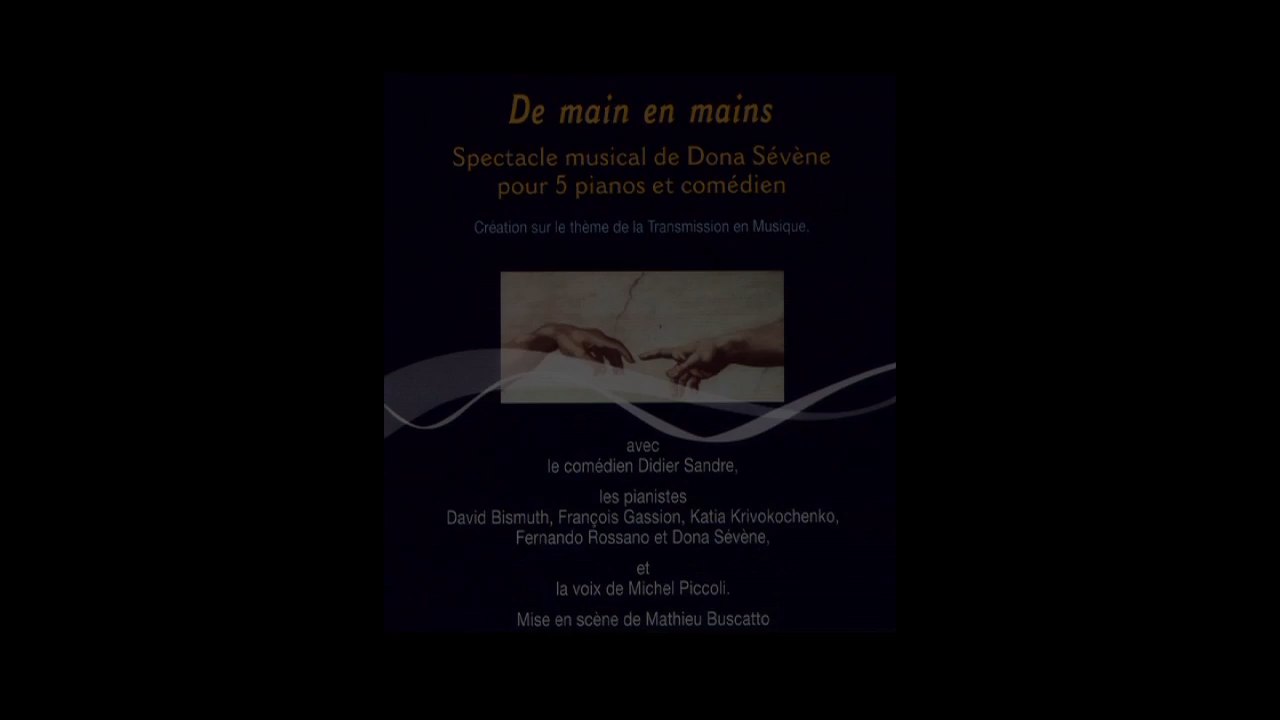 De main en mains
Spectacle musical de Dona Sévène
pour 5 pianos et comédien
Création sur le thème de la Transmission en Musique.
avec
le comédien Didier Sandre,
les pianistes
David Bismuth, François Gassion, Katia Krivokochenko,
Fernando Rossano et Dona Sévène,
et
la voix de Michel Piccoli.
Mise en scène de Mathieu Buscatto